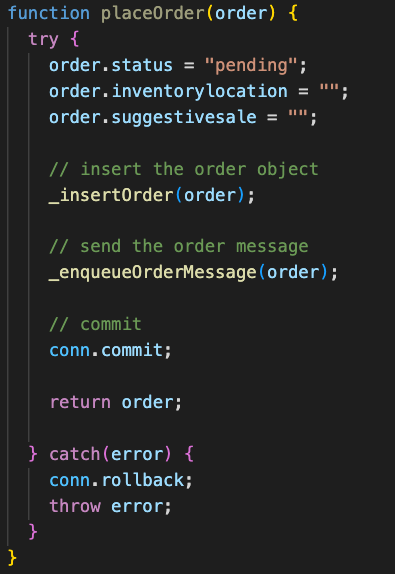 function placeOrder(order) {
try {
order.status = "pending";
order.inventorylocation = "";
order.suggestivesale = "";
// insert the order object
_insertOrder(order);
// send the order message
_enqueueOrderMessage(order);
// commit
conn.commit;
return order;
} catch(error) {
conn.rollback;
throw error;
}
}